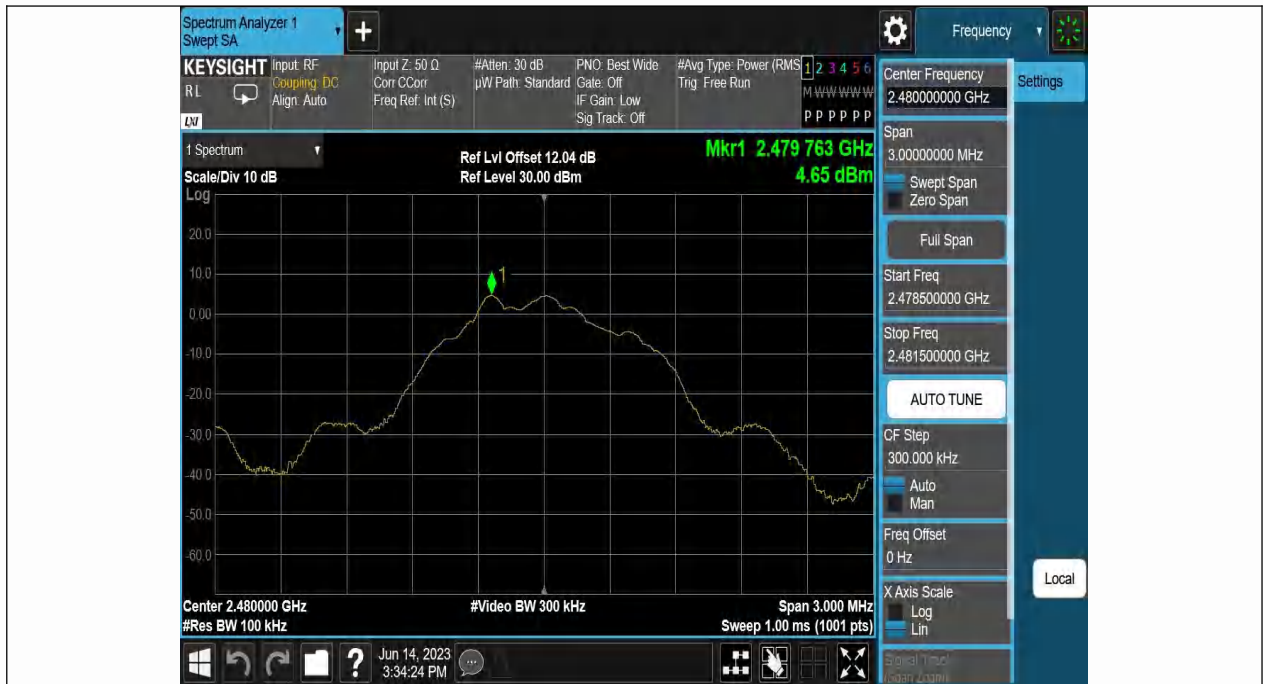 Spectrum Analyzer 1
Swept SA
Frequency
KEYSIGHT
RL
LXI
Input: RF
Coupling: DC
Align: Auto
Input Z: 50 Ω
Corr CCorr
Freq Ref: Int (S)
#Atten: 30 dB
µW Path: Standard
PNO: Best Wide
Gate: Off
IF Gain: Low
Sig Track: Off
#Avg Type: Power (RMS
Trig: Free Run
1 2 3 4 5 6
M W W W W W
P P P P P P
1 Spectrum
Scale/Div 10 dB
Log
Ref Lvl Offset 12.04 dB
Ref Level 30.00 dBm
Mkr1 2.479 763 GHz
4.65 dBm
1
20.0
10.0
0.00
-10.0
-20.0
-30.0
-40.0
-50.0
-60.0
Center 2.480000 GHz
#Res BW 100 kHz
#Video BW 300 kHz
Span 3.000 MHz
Sweep 1.00 ms (1001 pts)
Center Frequency
2.480000000 GHz
Settings
Span
3.00000000 MHz
Swept Span
Zero Span
Full Span
Start Freq
2.478500000 GHz
Stop Freq
2.481500000 GHz
AUTO TUNE
CF Step
300.000 kHz
Auto
Man
Freq Offset
0 Hz
X Axis Scale
Log
Lin
Signal Track
(Span Zoom)
Local
?
Jun 14, 2023
3:34:24 PM